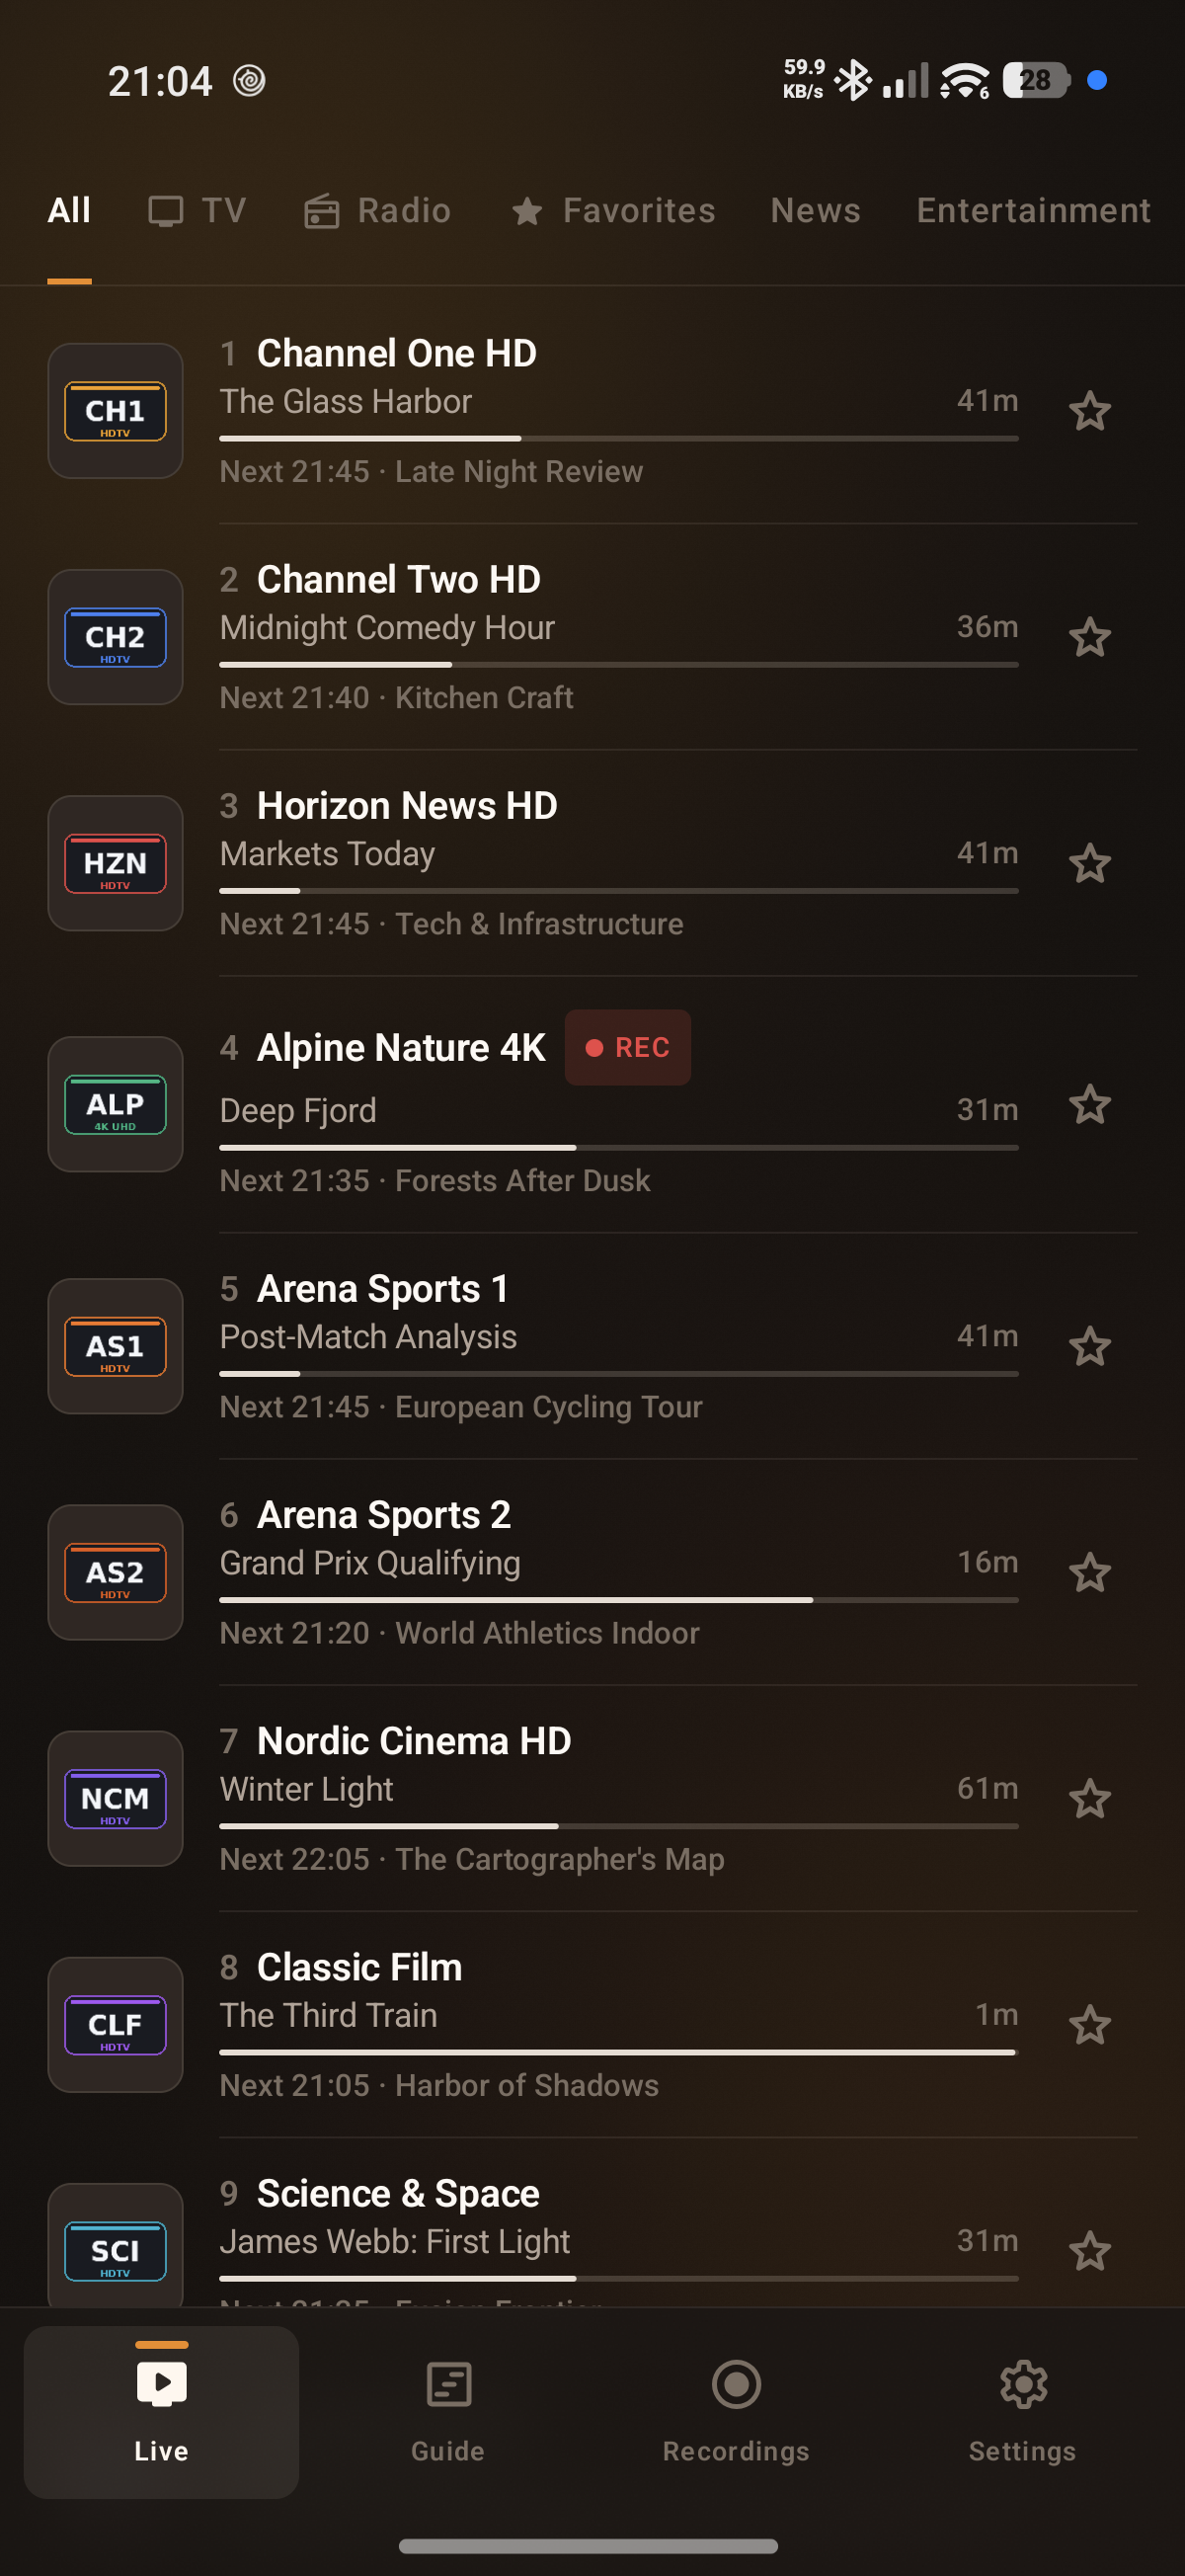 21:04
59.9 KB/s
6
28
All TV Radio Favorites News Entertainment
CH1 HDTV
1 Channel One HD
The Glass Harbor 41m
Next 21:45 · Late Night Review
CH2 HDTV
2 Channel Two HD
Midnight Comedy Hour 36m
Next 21:40 · Kitchen Craft
HZN HDTV
3 Horizon News HD
Markets Today 41m
Next 21:45 · Tech & Infrastructure
ALP 4K UHD
4 Alpine Nature 4K REC
Deep Fjord 31m
Next 21:35 · Forests After Dusk
AS1 HDTV
5 Arena Sports 1
Post-Match Analysis 41m
Next 21:45 · European Cycling Tour
AS2 HDTV
6 Arena Sports 2
Grand Prix Qualifying 16m
Next 21:20 · World Athletics Indoor
NCM HDTV
7 Nordic Cinema HD
Winter Light 61m
Next 22:05 · The Cartographer's Map
CLF HDTV
8 Classic Film
The Third Train 1m
Next 21:05 · Harbor of Shadows
SCI HDTV
9 Science & Space
James Webb: First Light 31m
Live Guide Recordings Settings